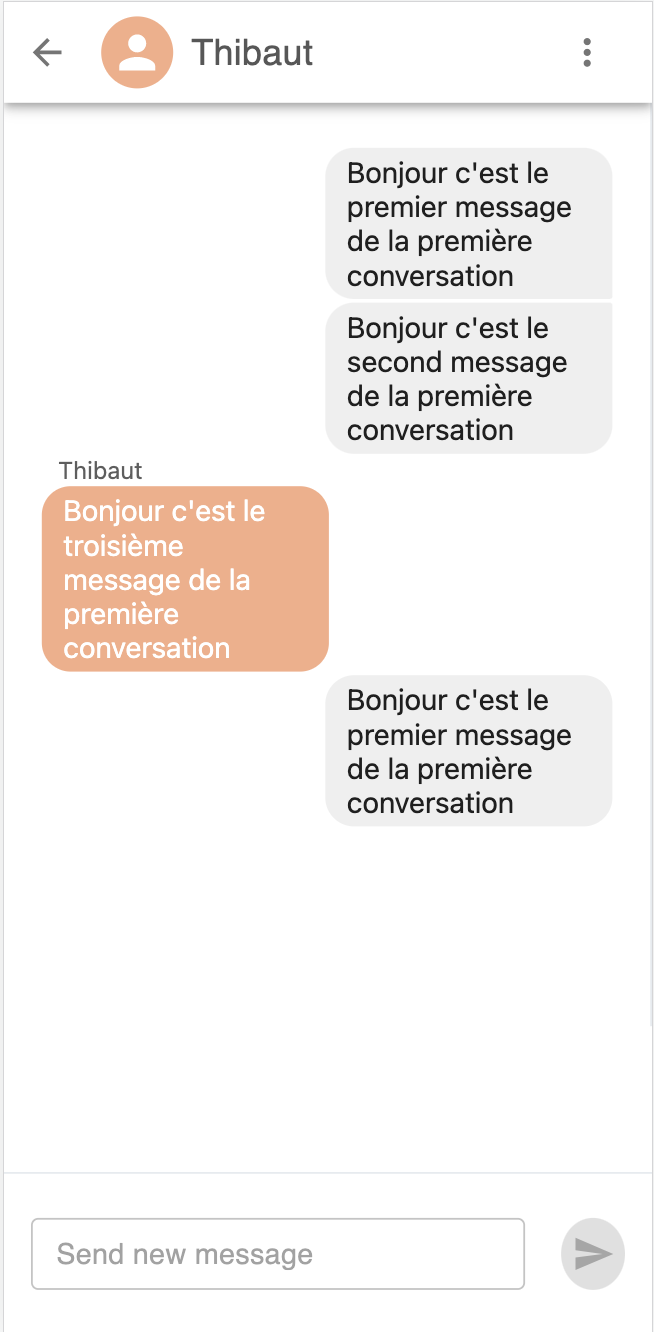 Thibaut
Bonjour c'est le
premier message
de la première
conversation
Bonjour c'est le
second message
de la première
conversation
Thibaut
Bonjour c'est le
troisième
message de la
première
conversation
Bonjour c'est le
premier message
de la première
conversation
Send new message